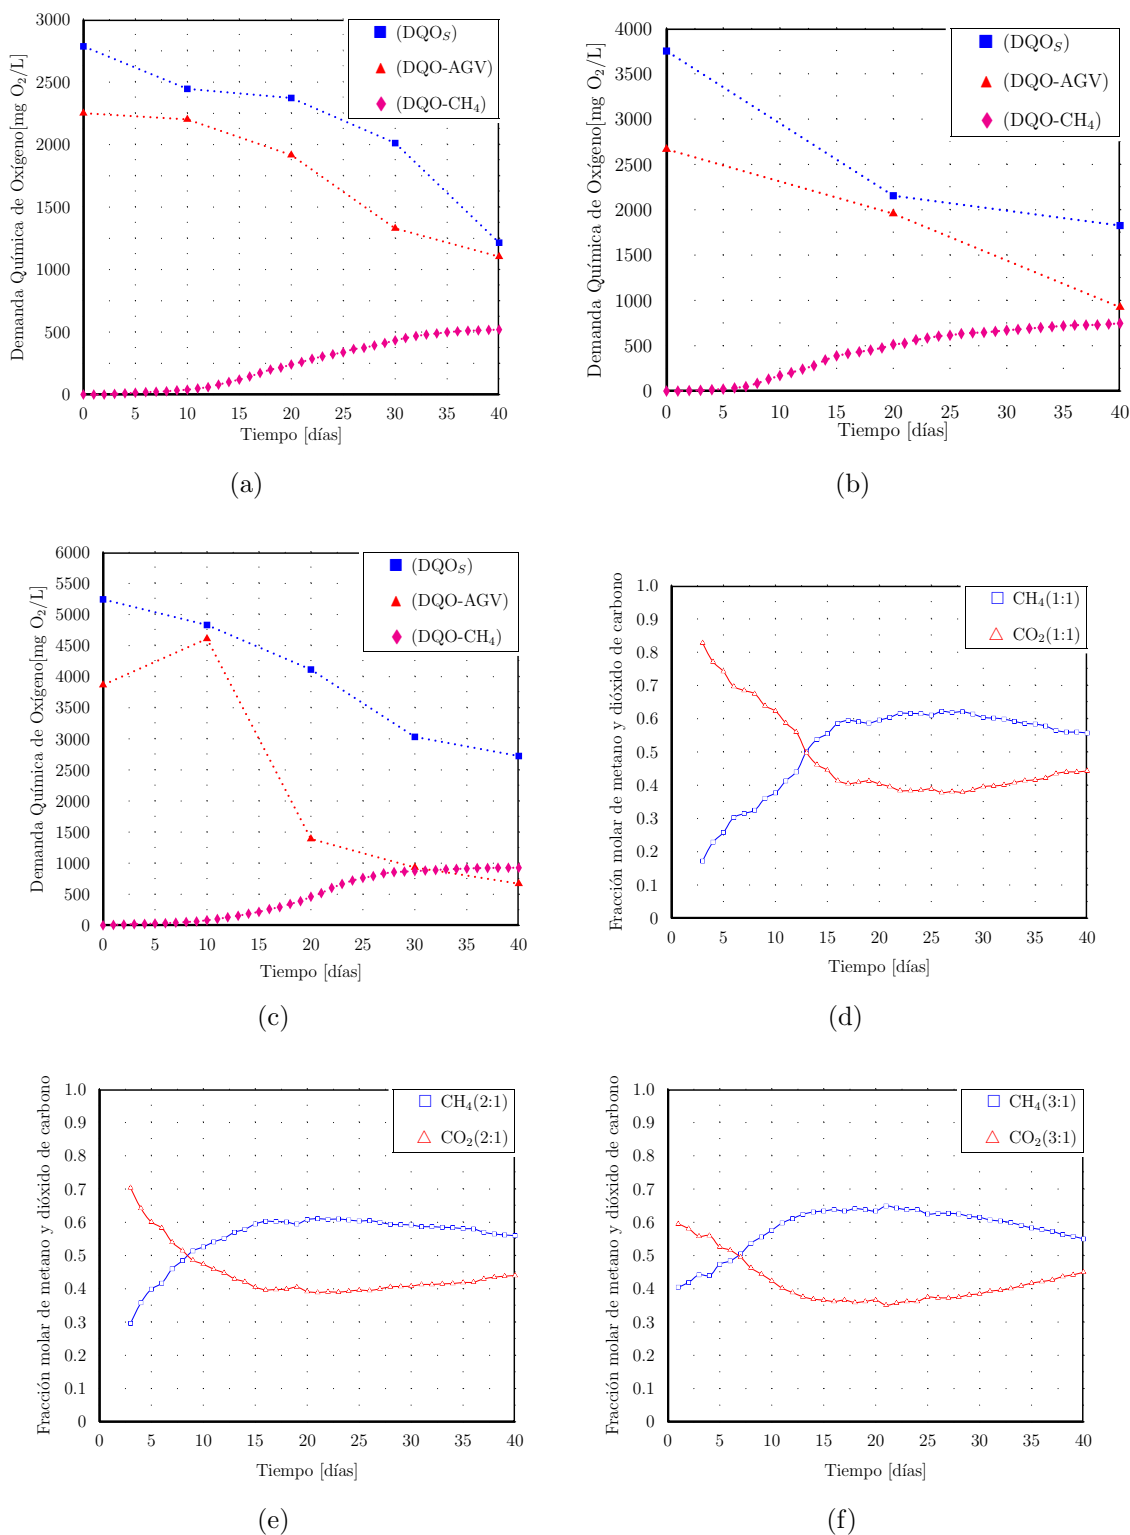 Demanda Química de Oxígeno[mg O₂/L]
3000
2500
2000
1500
1000
500
0
(DQO_S)
(DQO-AGV)
(DQO-CH₄)
0 5 10 15 20 25 30 35 40
Tiempo [días]
(a)
Demanda Química de Oxígeno[mg O₂/L]
4000
3500
3000
2500
2000
1500
1000
500
0
(DQO_S)
(DQO-AGV)
(DQO-CH₄)
0 5 10 15 20 25 30 35 40
Tiempo [días]
(b)
Demanda Química de Oxígeno[mg O₂/L]
6000
5500
5000
4500
4000
3500
3000
2500
2000
1500
1000
500
0
(DQO_S)
(DQO-AGV)
(DQO-CH₄)
0 5 10 15 20 25 30 35 40
Tiempo [días]
(c)
Fracción molar de metano y dióxido de carbono
1.0
0.9
0.8
0.7
0.6
0.5
0.4
0.3
0.2
0.1
0
CH₄(1:1)
CO₂(1:1)
0 5 10 15 20 25 30 35 40
Tiempo [días]
(d)
Fracción molar de metano y dióxido de carbono
1.0
0.9
0.8
0.7
0.6
0.5
0.4
0.3
0.2
0.1
0
CH₄(2:1)
CO₂(2:1)
0 5 10 15 20 25 30 35 40
Tiempo [días]
(e)
Fracción molar de metano y dióxido de carbono
1.0
0.9
0.8
0.7
0.6
0.5
0.4
0.3
0.2
0.1
0
CH₄(3:1)
CO₂(3:1)
0 5 10 15 20 25 30 35 40
Tiempo [días]
(f)